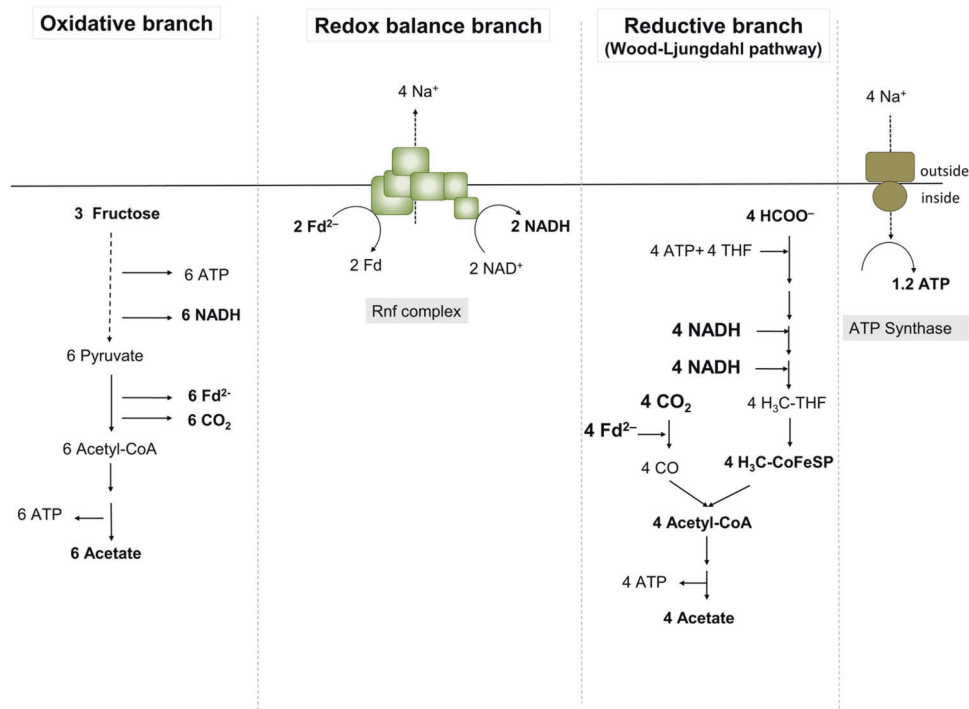 Oxidative branch
3 Fructose
6 ATP
6 NADH
6 Pyruvate
6 Fd²⁻
6 CO₂
6 Acetyl-CoA
6 ATP
6 Acetate
Redox balance branch
4 Na⁺
2 Fd²⁻
2 NADH
2 Fd
2 NAD⁺
Rnf complex
Reductive branch
(Wood-Ljungdahl pathway)
4 HCOO⁻
4 ATP+ 4 THF
4 NADH
4 NADH
4 CO₂
4 H₃C-THF
4 Fd²⁻
4 CO
4 H₃C-CoFeSP
4 Acetyl-CoA
4 ATP
4 Acetate
4 Na⁺
outside
inside
1.2 ATP
ATP Synthase